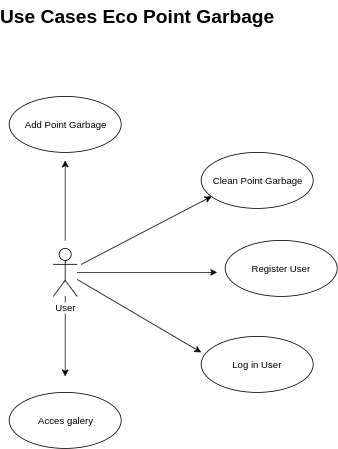 Use Cases Eco Point Garbage
Add Point Garbage
Clean Point Garbage
Register User
User
Log in User
Acces galery